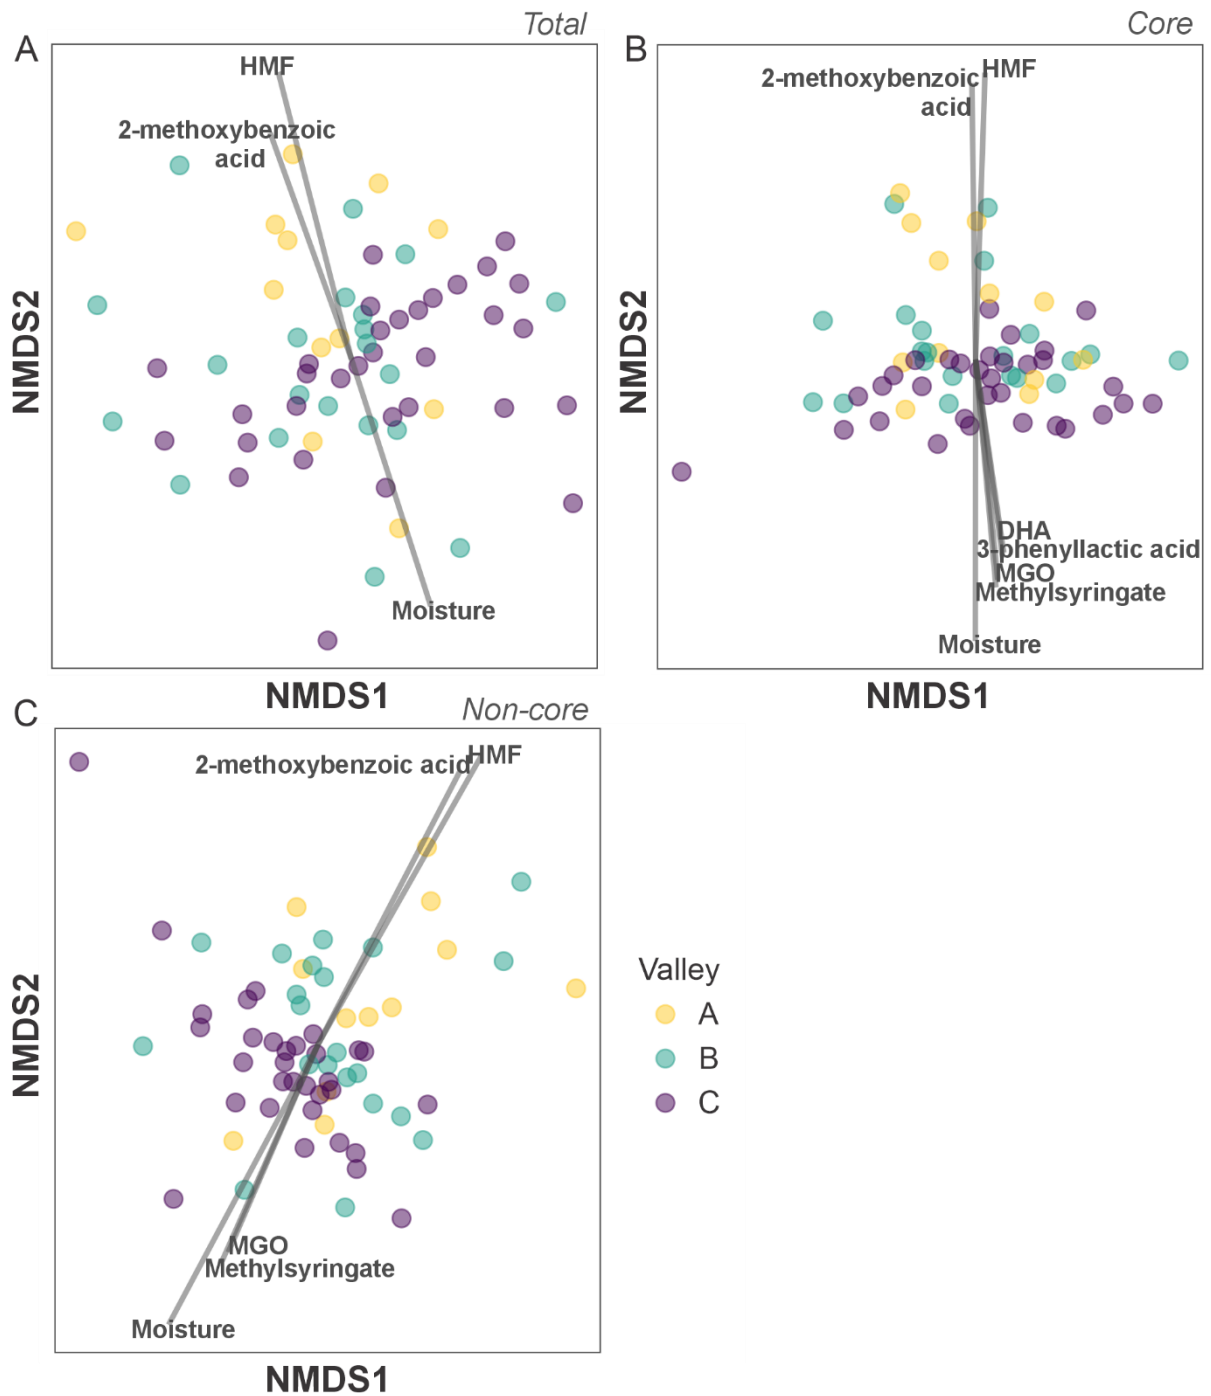 A
Total
HMF
2-methoxybenzoic
acid
Moisture
NMDS2
NMDS1
B
Core
2-methoxybenzoic
acid
HMF
DHA
3-phenyllactic acid
MGO
Methylsyringate
Moisture
NMDS2
NMDS1
C
Non-core
2-methoxybenzoic acid
HMF
MGO
Methylsyringate
Moisture
NMDS2
NMDS1
Valley
A
B
C